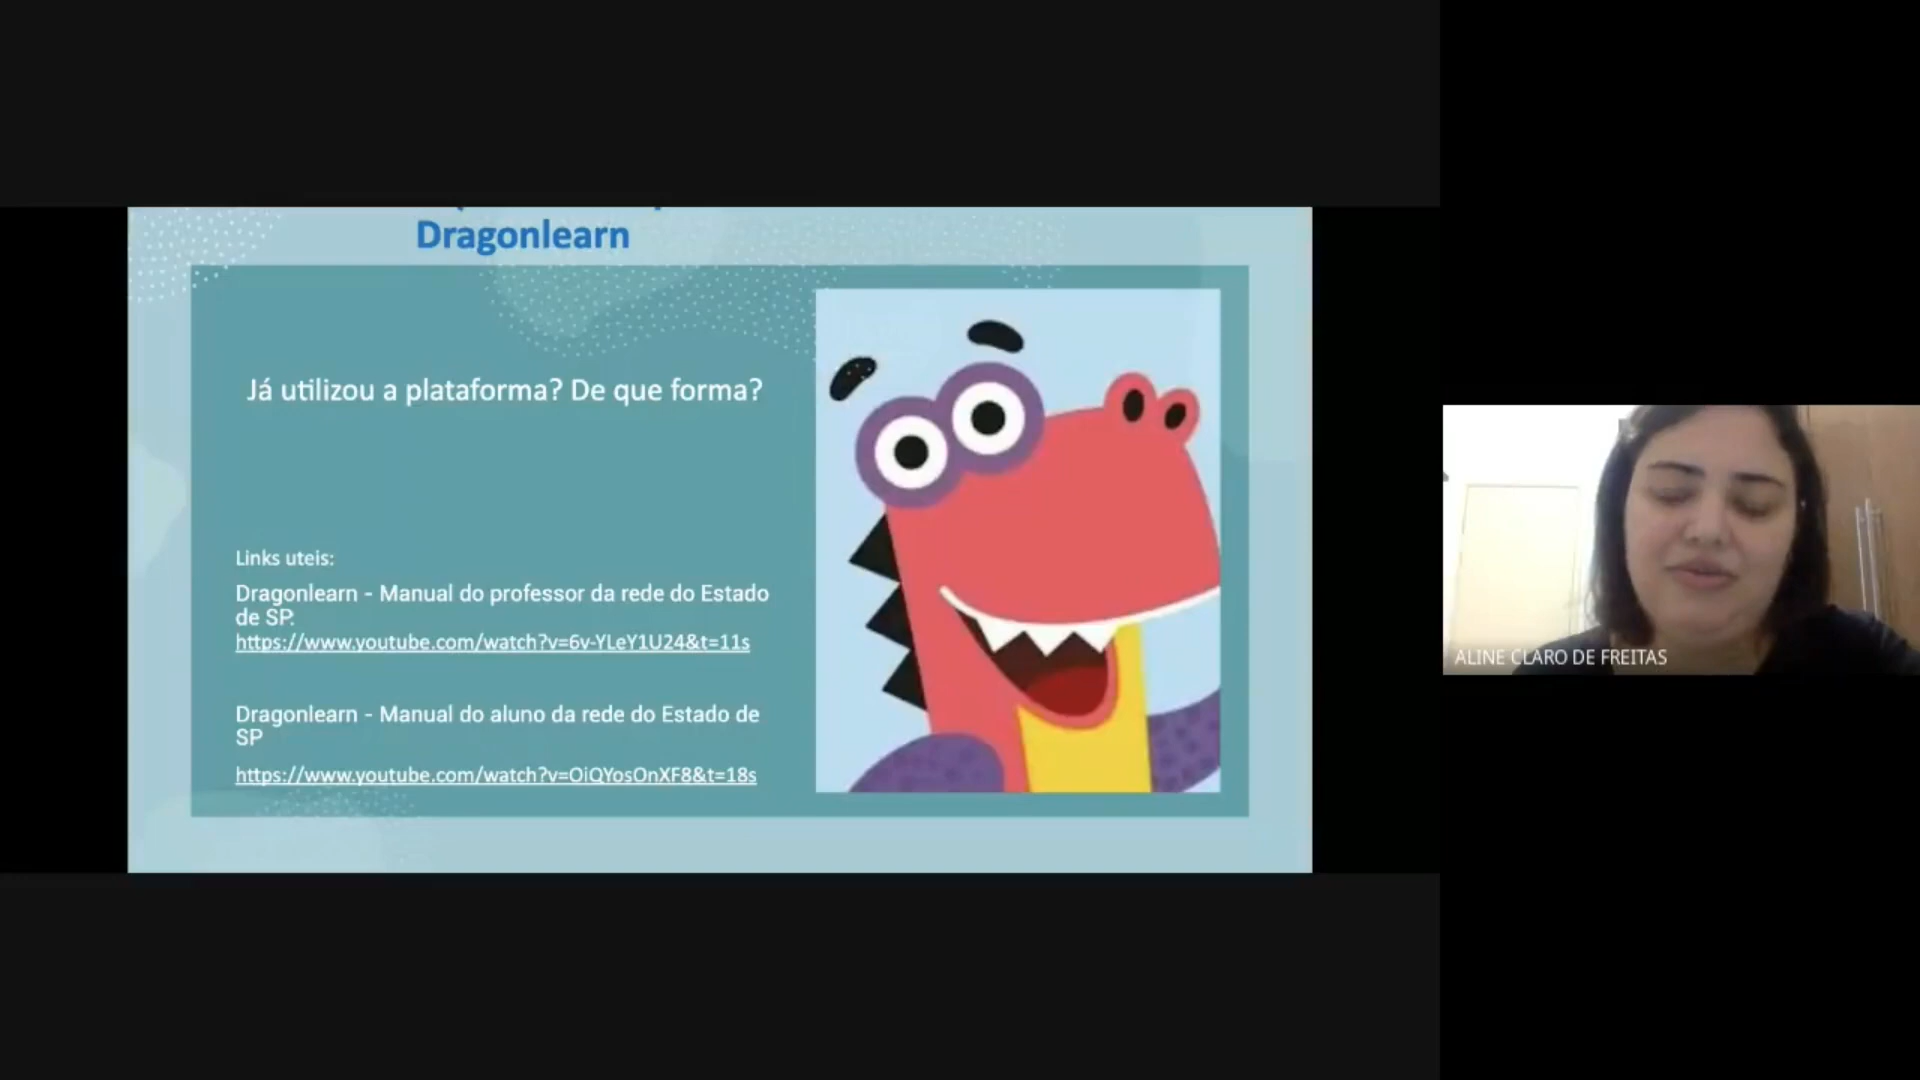 Dragonlearn
Já utilizou a plataforma? De que forma?
Links uteis:
Dragonlearn - Manual do professor da rede do Estado
de SP.
https://www.youtube.com/watch?v=6v-YLeY1U24&t=11s
Dragonlearn - Manual do aluno da rede do Estado de
SP
https://www.youtube.com/watch?v=OiQYosOnXF8&t=18s
ALINE CLARO DE FREITAS